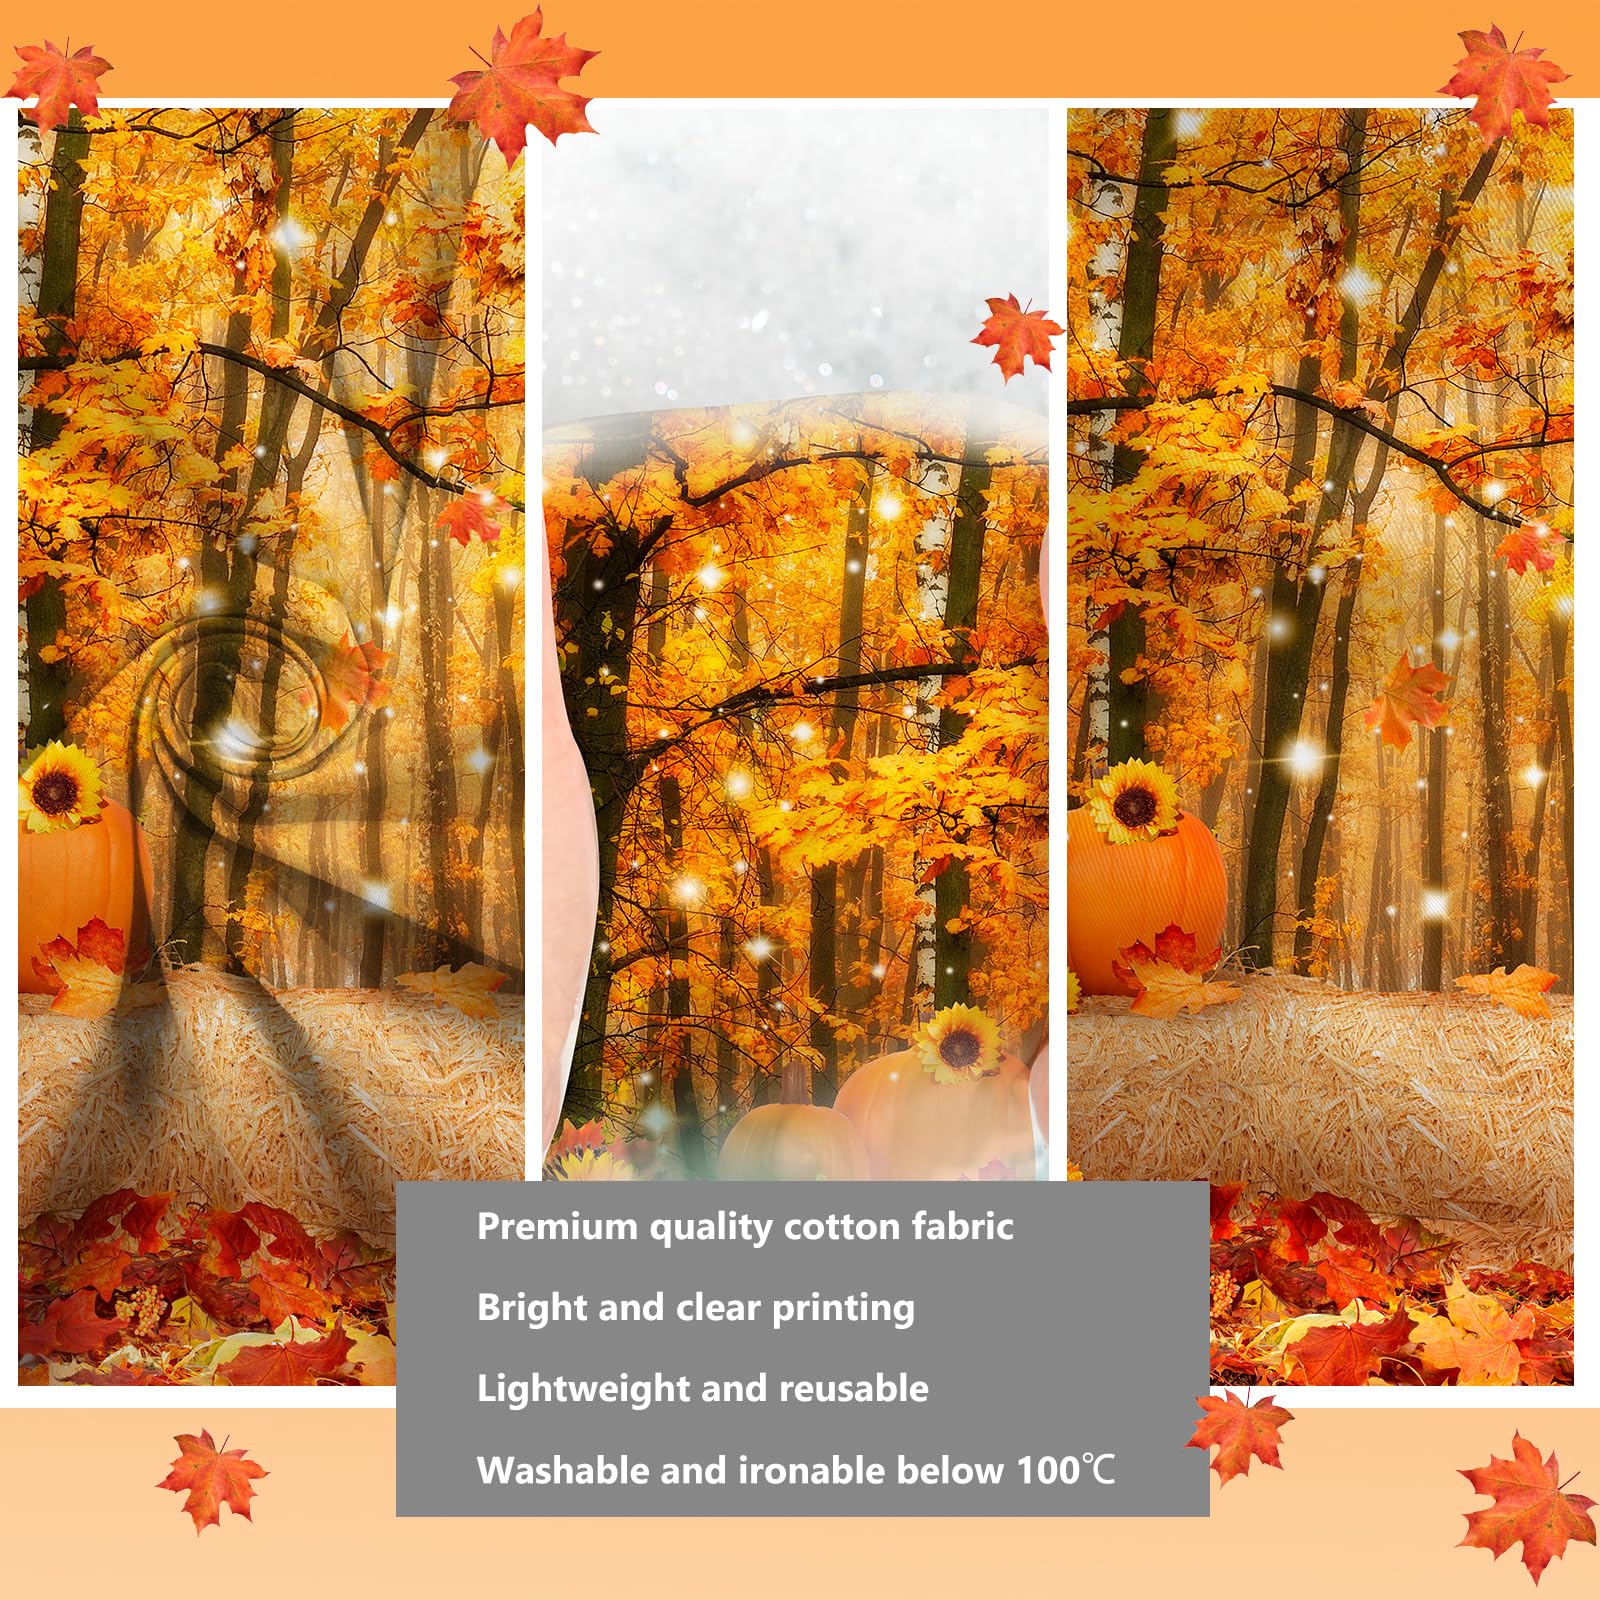 Premium quality cotton fabric
Bright and clear printing
Lightweight and reusable
Washable and ironable below 100℃